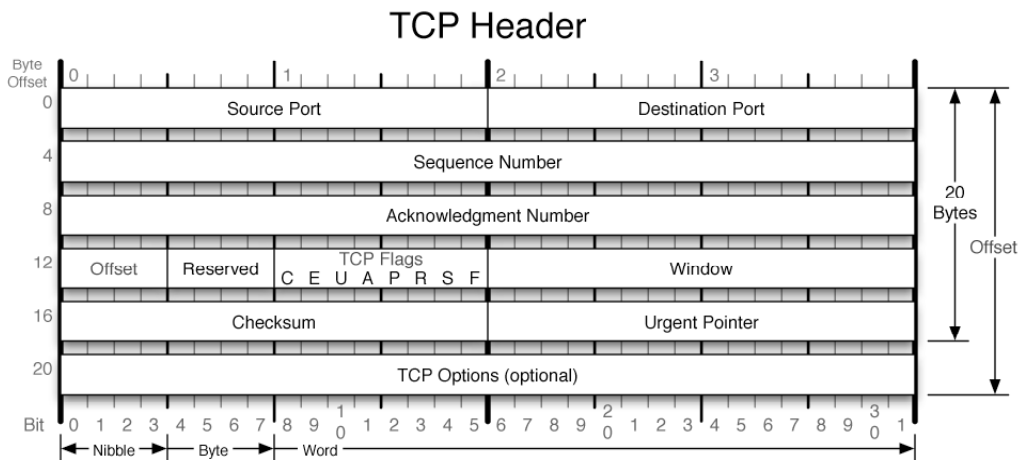 TCP Header
Byte
Offset
0 1 2 3
0 Source Port Destination Port
4 Sequence Number
8 Acknowledgment Number
20
Bytes
Offset
12 Offset Reserved TCP Flags Window
C E U A P R S F
16 Checksum Urgent Pointer
20 TCP Options (optional)
Bit 0 1 2 3 4 5 6 7 8 9 1 0 1 2 3 4 5 6 7 8 9 2 0 1 2 3 4 5 6 7 8 9 3 0 1
Nibble Byte Word